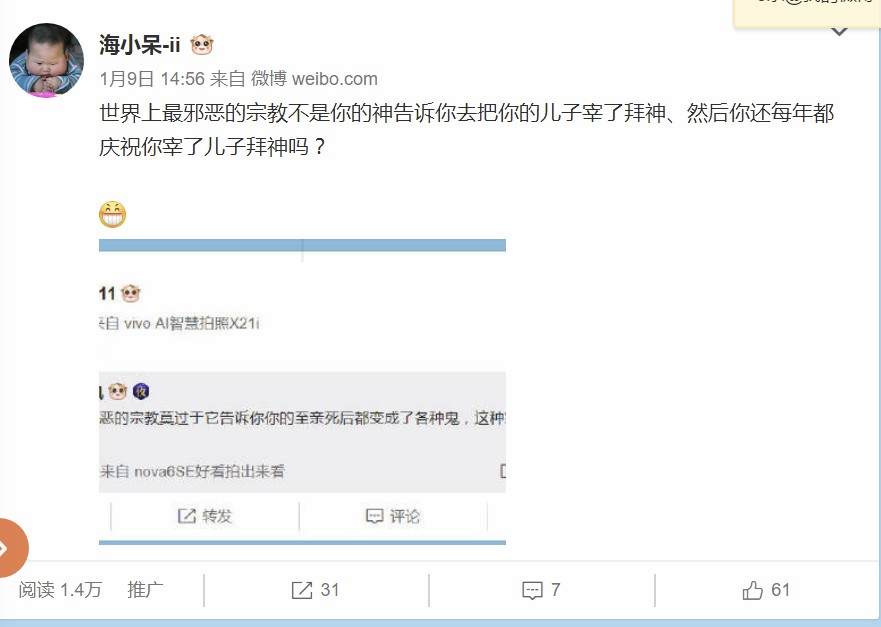 海小呆-ii
1月9日 14:56 来自 微博 weibo.com
世界上最邪恶的宗教不是你的神告诉你去把你的儿子宰了拜神、然后你还每年都
庆祝你宰了儿子拜神吗？
11
来自 vivo AI智慧拍照X21i
恶的宗教莫过于它告诉你你的至亲死后都变成了各种鬼，这种
来自 nova6SE好看拍出来看
转发 评论
阅读 1.4万 推广 31 7 61